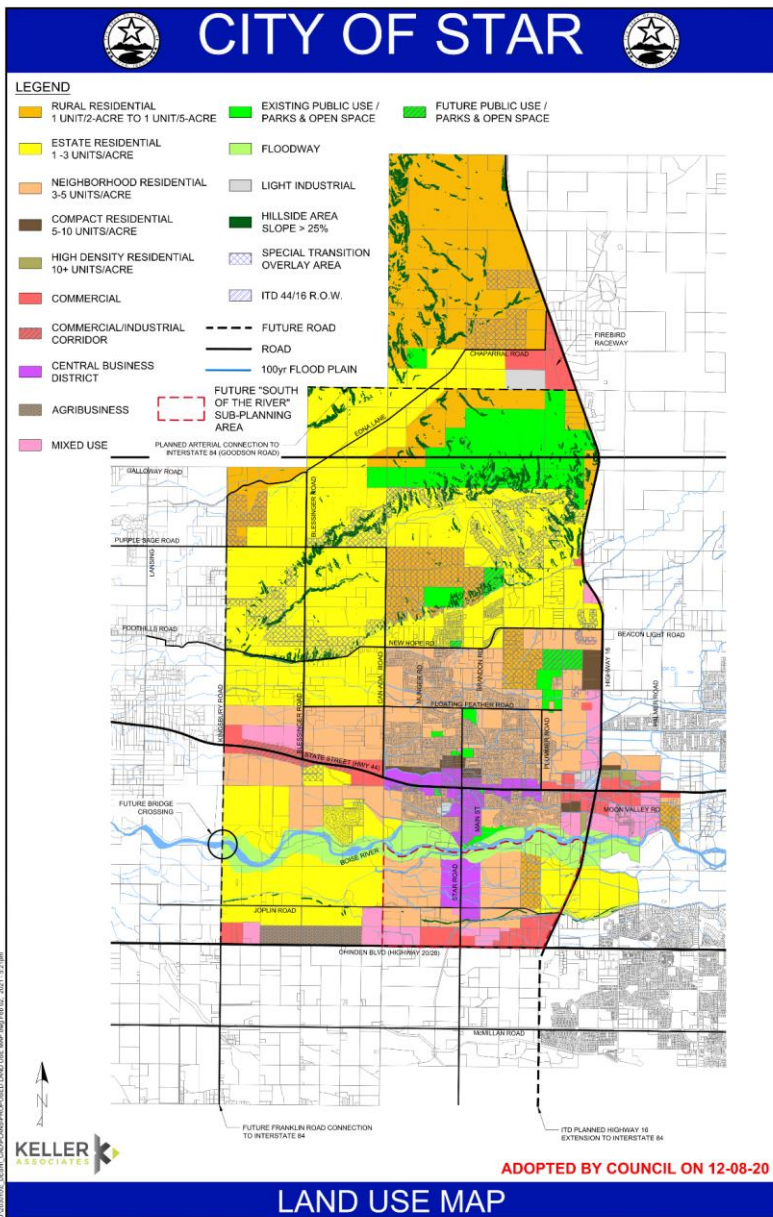 CITY OF STAR
LEGEND
RURAL RESIDENTIAL
1 UNIT/2-ACRE TO 1 UNIT/5-ACRE
ESTATE RESIDENTIAL
1 -3 UNITS/ACRE
NEIGHBORHOOD RESIDENTIAL
3-5 UNITS/ACRE
COMPACT RESIDENTIAL
5-10 UNITS/ACRE
HIGH DENSITY RESIDENTIAL
10+ UNITS/ACRE
COMMERCIAL
COMMERCIAL/INDUSTRIAL
CORRIDOR
CENTRAL BUSINESS
DISTRICT
AGRIBUSINESS
MIXED USE
EXISTING PUBLIC USE /
PARKS & OPEN SPACE
FLOODWAY
LIGHT INDUSTRIAL
HILLSIDE AREA
SLOPE > 25%
SPECIAL TRANSITION
OVERLAY AREA
ITD 44/16 R.O.W.
FUTURE ROAD
ROAD
100yr FLOOD PLAIN
FUTURE "SOUTH
OF THE RIVER"
SUB-PLANNING
AREA
FUTURE PUBLIC USE /
PARKS & OPEN SPACE
FIREBIRD
RACEWAY
CHAPARRAL ROAD
EDNA LANE
PLANNED ARTERIAL CONNECTION TO
INTERSTATE 84 (GOODSON ROAD)
GALLOWAY ROAD
BLESSINGER ROAD
PURPLE SAGE ROAD
LANSING
FOOTHILLS ROAD
NEW HOPE RD
BEACON LIGHT ROAD
CAN-ADA ROAD
MUNGER RD
BRANDON RD
HIGHWAY 16
FLOATING FEATHER ROAD
KINGSBURY ROAD
BLESSINGER ROAD
PLUMMER ROAD
PALMER ROAD
STATE STREET (HWY 44)
FUTURE BRIDGE
CROSSING
MAIN ST.
MOON VALLEY RD
BOISE RIVER
STAR ROAD
JOPLIN ROAD
CHINDEN BLVD (HIGHWAY 20/26)
McMILLAN ROAD
N
FUTURE FRANKLIN ROAD CONNECTION
TO INTERSTATE 84
ITD PLANNED HIGHWAY 16
EXTENSION TO INTERSTATE 84
KELLER
ASSOCIATES
ADOPTED BY COUNCIL ON 12-08-20
LAND USE MAP